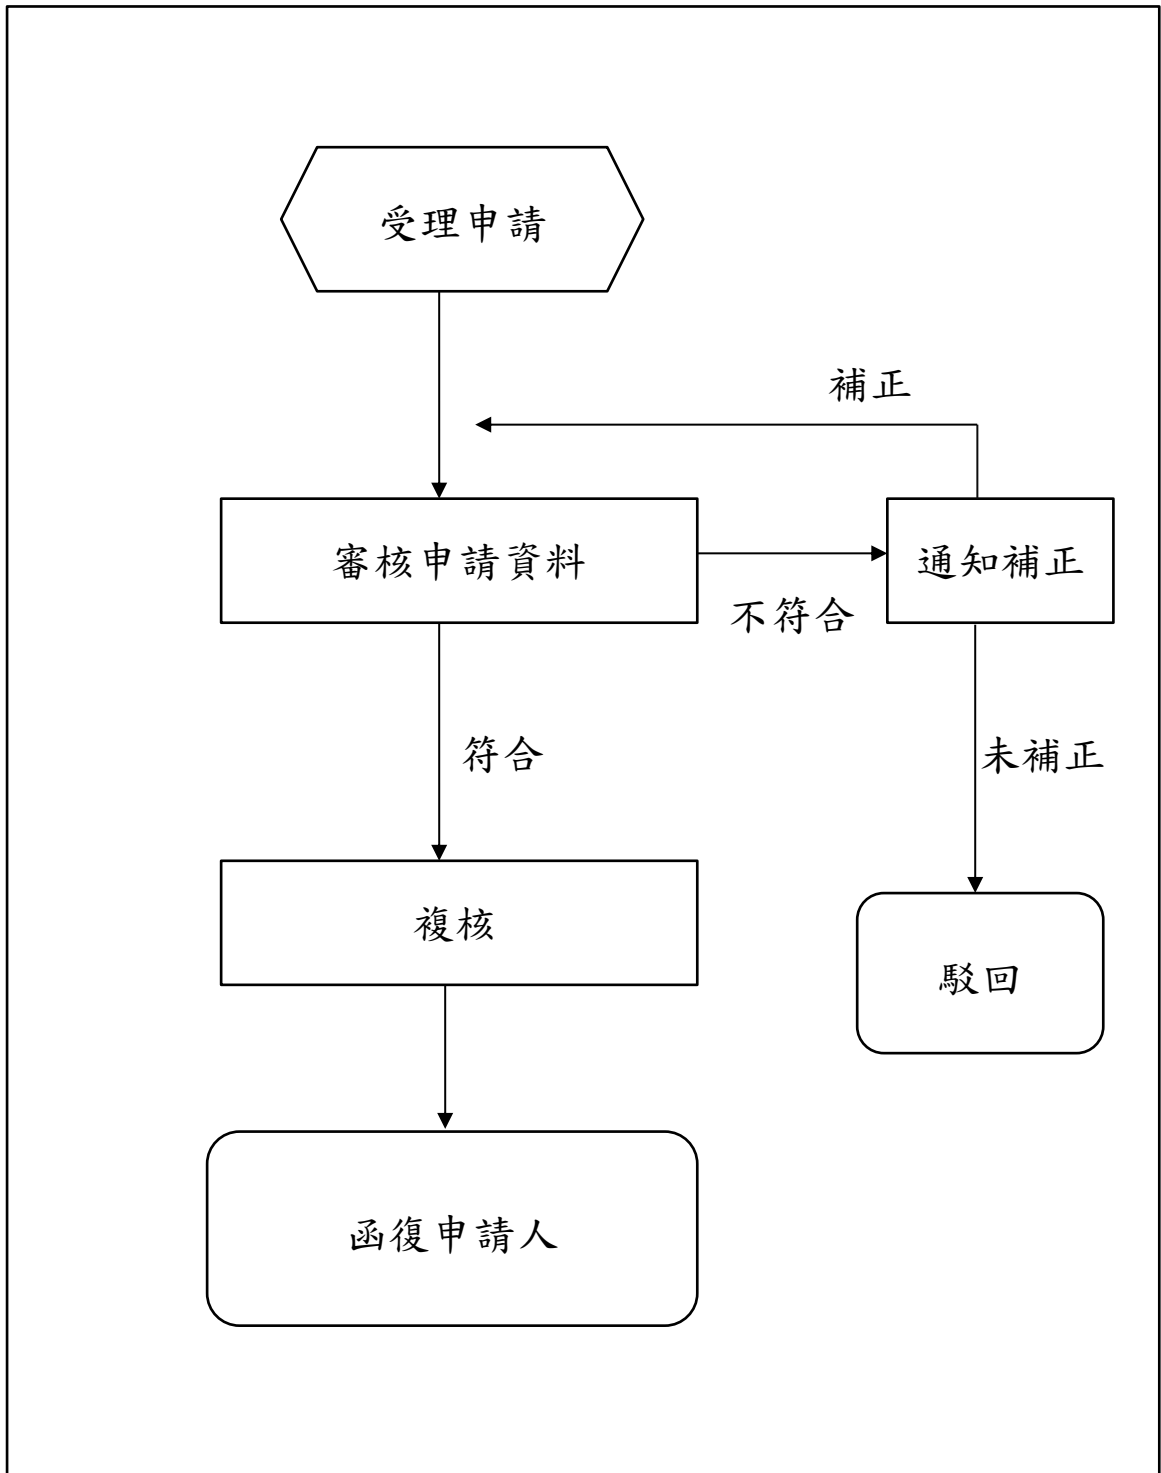 受理申請
補正
審核申請資料
通知補正
不符合
符合
未補正
複核
駁回
函復申請人